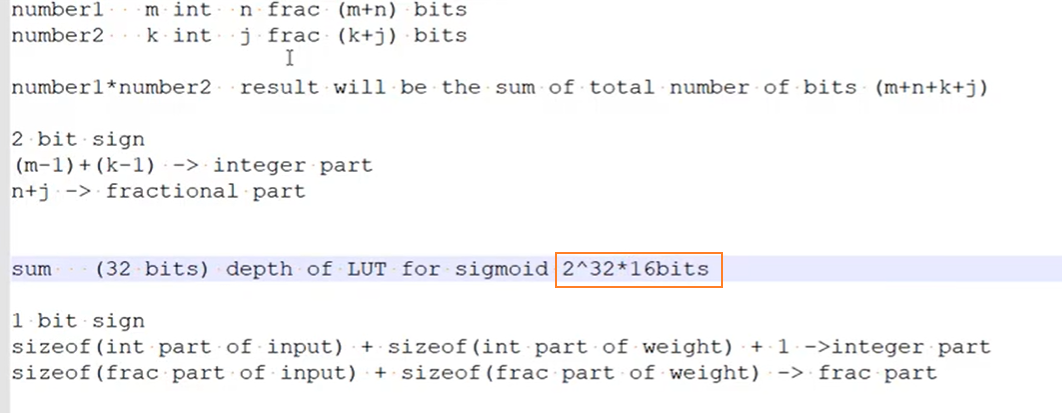 number1 m int n frac (m+n) bits
number2 k int j frac (k+j) bits
number1*number2 result will be the sum of total number of bits (m+n+k+j)
2 bit sign
(m-1)+(k-1) -> integer part
n+j -> fractional part
sum (32 bits) depth of LUT for sigmoid 2^32*16bits
1 bit sign
sizeof(int part of input) + sizeof(int part of weight) + 1 ->integer part
sizeof(frac part of input) + sizeof(frac part of weight) -> frac part